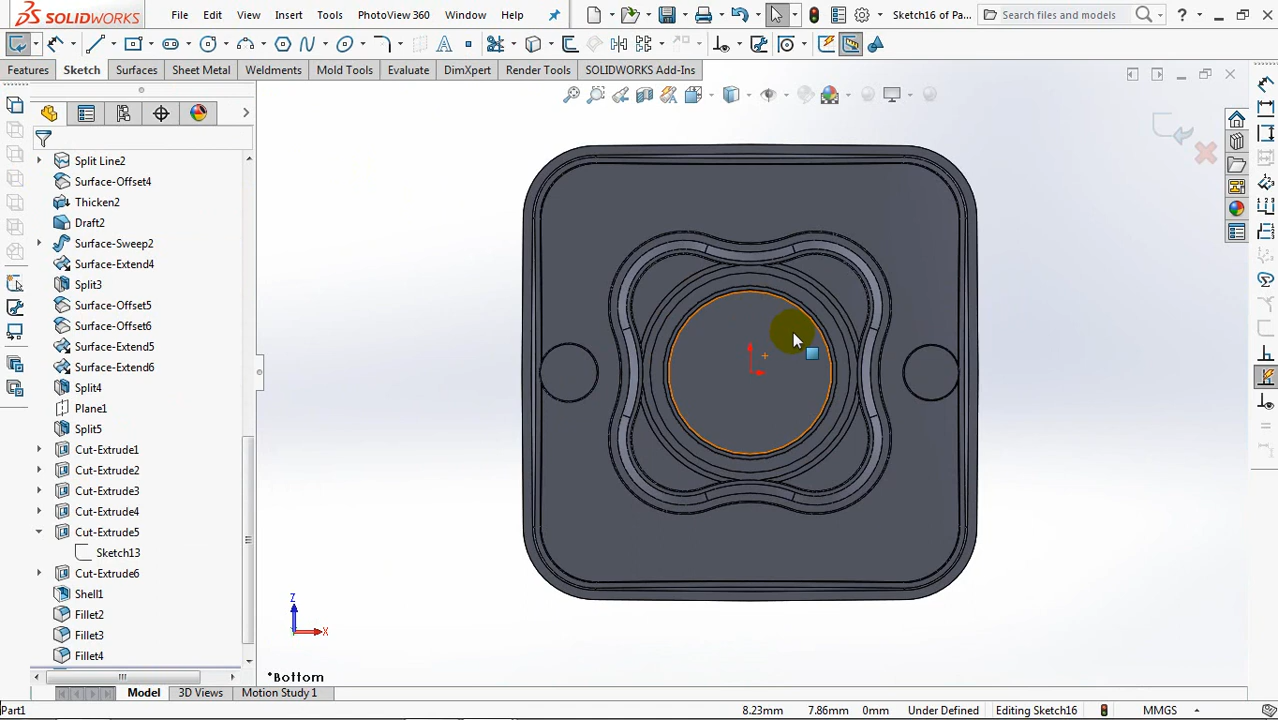 SOLIDWORKS File Edit View Insert Tools PhotoView 360 Window Help Sketch16 of Pa... Search files and models ?
Features Sketch Surfaces Sheet Metal Weldments Mold Tools Evaluate DimXpert Render Tools SOLIDWORKS Add-Ins
Split Line2
Surface-Offset4
Thicken2
Draft2
Surface-Sweep2
Surface-Extend4
Split3
Surface-Offset5
Surface-Offset6
Surface-Extend5
Surface-Extend6
Split4
Plane1
Split5
Cut-Extrude1
Cut-Extrude2
Cut-Extrude3
Cut-Extrude4
Cut-Extrude5
Sketch13
Cut-Extrude6
Shell1
Fillet2
Fillet3
Fillet4
Z
X
*Bottom
Model 3D Views Motion Study 1
Part1 8.23mm 7.86mm 0mm Under Defined Editing Sketch16 MMGS